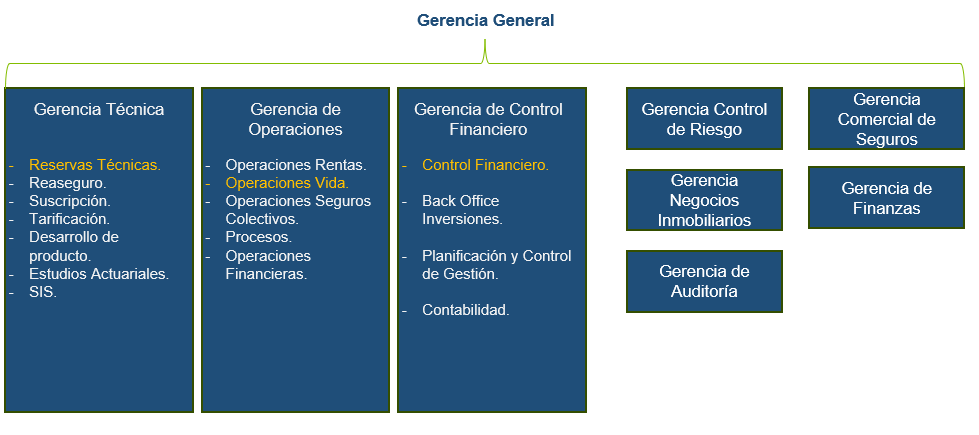 Gerencia General
Gerencia Técnica
- Reservas Técnicas.
- Reaseguro.
- Suscripción.
- Tarificación.
- Desarrollo de
producto.
- Estudios Actuariales.
- SIS.
Gerencia de
Operaciones
- Operaciones Rentas.
- Operaciones Vida.
- Operaciones Seguros
Colectivos.
- Procesos.
- Operaciones
Financieras.
Gerencia de Control
Financiero
- Control Financiero.
- Back Office
Inversiones.
- Planificación y Control
de Gestión.
- Contabilidad.
Gerencia Control
de Riesgo
Gerencia
Negocios
Inmobiliarios
Gerencia de
Auditoría
Gerencia
Comercial de
Seguros
Gerencia de
Finanzas